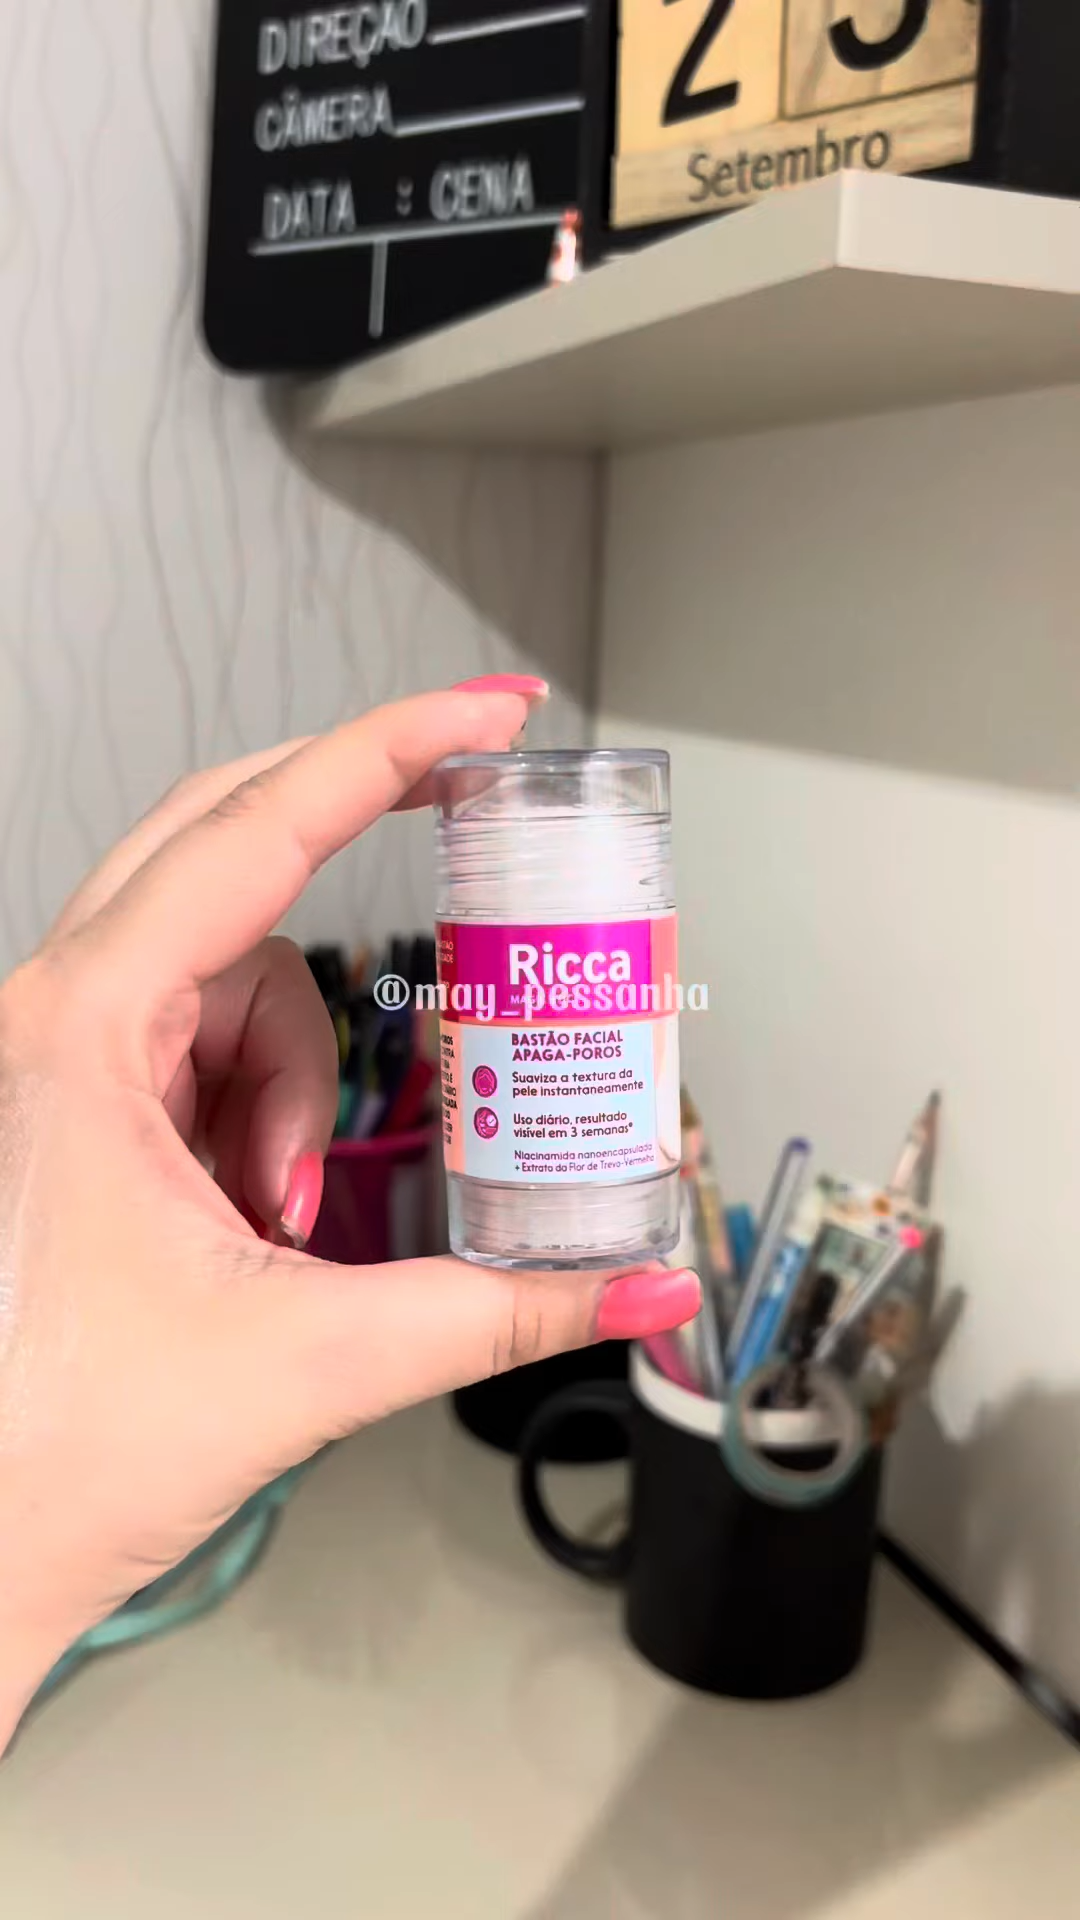 DIREÇÃO
CÂMERA
DATA : CENA
2
Setembro
Ricca
@may_pessanha
BASTÃO FACIAL
APAGA-POROS
Suaviza a textura da
pele instantaneamente
Uso diário, resultado
visível em 3 semanas*
Niacinamida nanoencapsulada
+ Extrato da Flor de Trevo-Vermelho